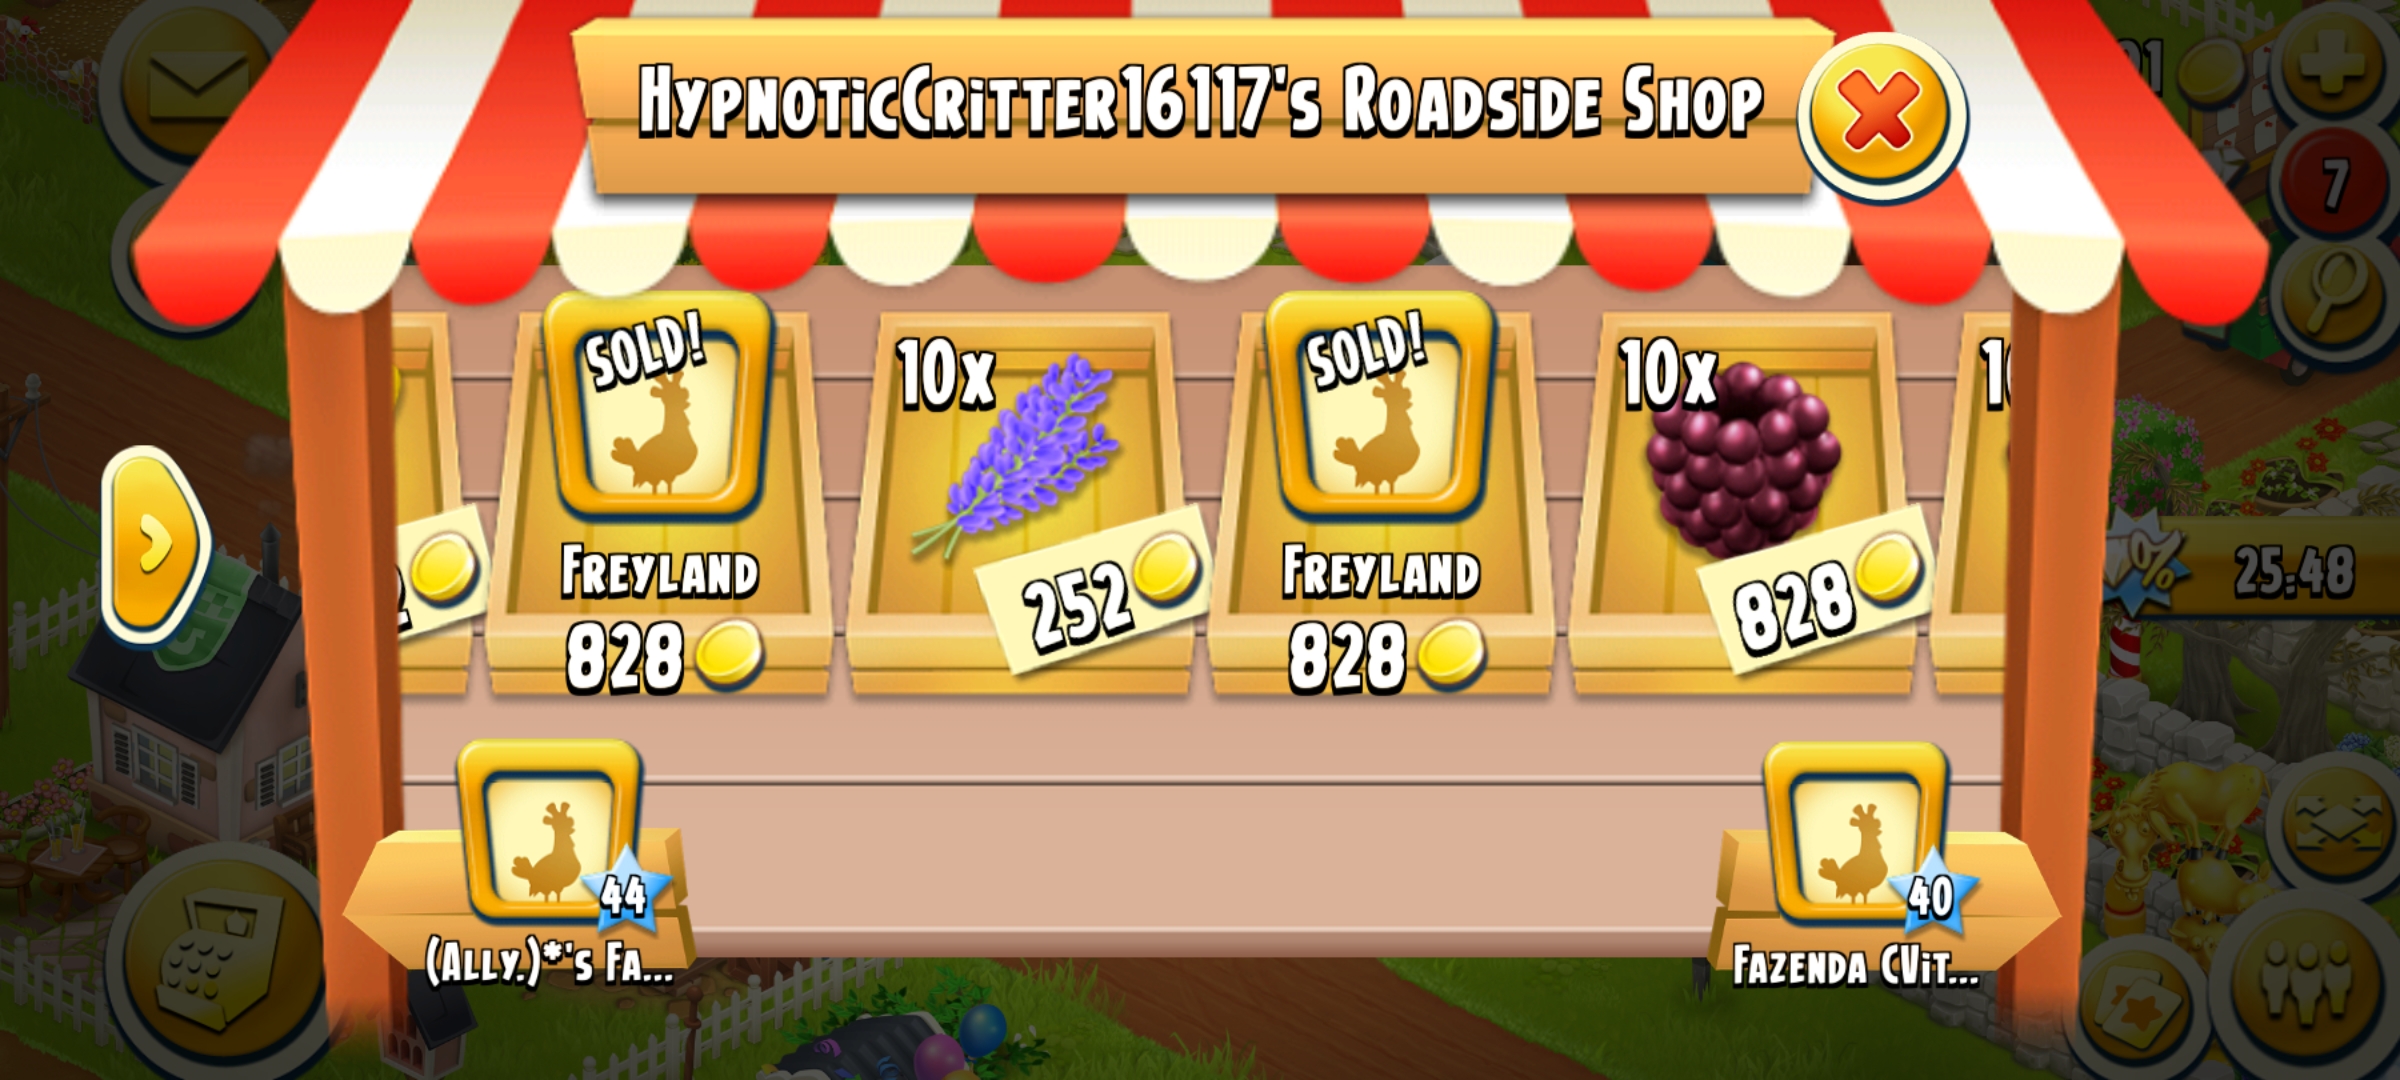 HypnoticCritter16117's Roadside Shop
7
SOLD!
10x
SOLD!
10x
Freyland
Freyland
252
828
25:48
828
828
44
40
(Ally.)*'s Fa...
Fazenda CVit...